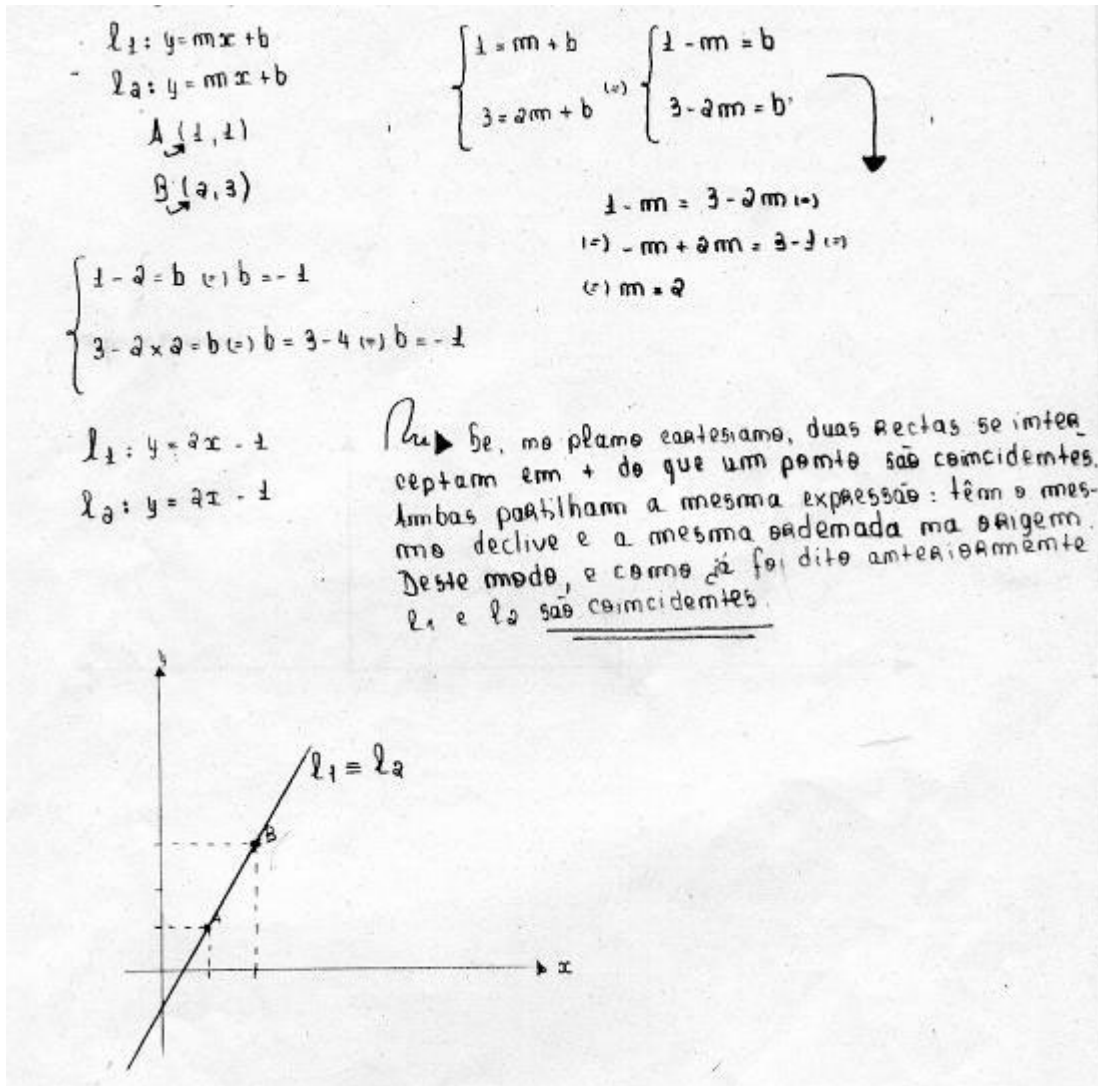 l1: y = mx + b
l2: y = mx + b
A (1, 1)
B (2, 3)
{ 1 = m + b (=) { 1 - m = b
{ 3 = 2m + b { 3 - 2m = b
1 - m = 3 - 2m (=)
(=) - m + 2m = 3 - 1 (=)
(=) m = 2
{ 1 - 2 = b (=) b = - 1
{ 3 - 2 × 2 = b (=) b = 3 - 4 (=) b = - 1
l1: y = 2x - 1
l2: y = 2x - 1
Se, no plano cartesiano, duas rectas se inter
ceptam em + do que um ponto são coincidentes.
Ambas partilham a mesma expressão: têm o mes-
mo declive e a mesma ordenada na origem.
Deste modo, e como já foi dito anteriormente
l1 e l2 são coincidentes.
y
l1 ≡ l2
B
A
x